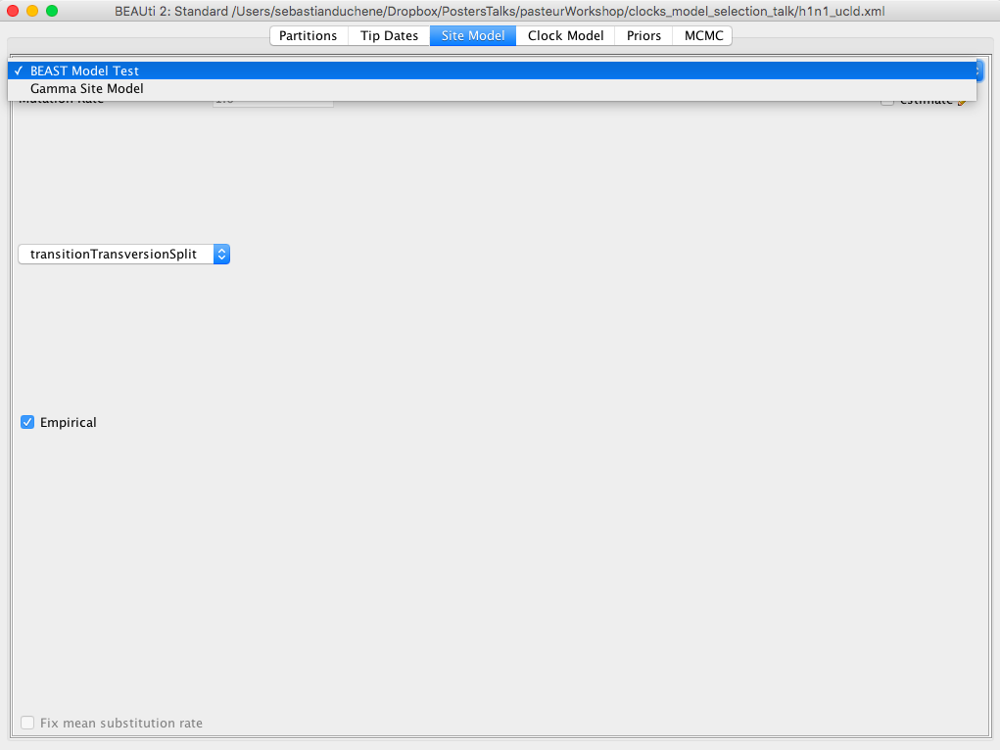 BEAUti 2: Standard /Users/sebastianduchene/Dropbox/PostersTalks/pasteurWorkshop/clocks_model_selection_talk/h1n1_ucld.xml
Partitions Tip Dates Site Model Clock Model Priors MCMC
✓ BEAST Model Test
Gamma Site Model
Mutation Rate 1.0 estimate
transitionTransversionSplit
Empirical
Fix mean substitution rate